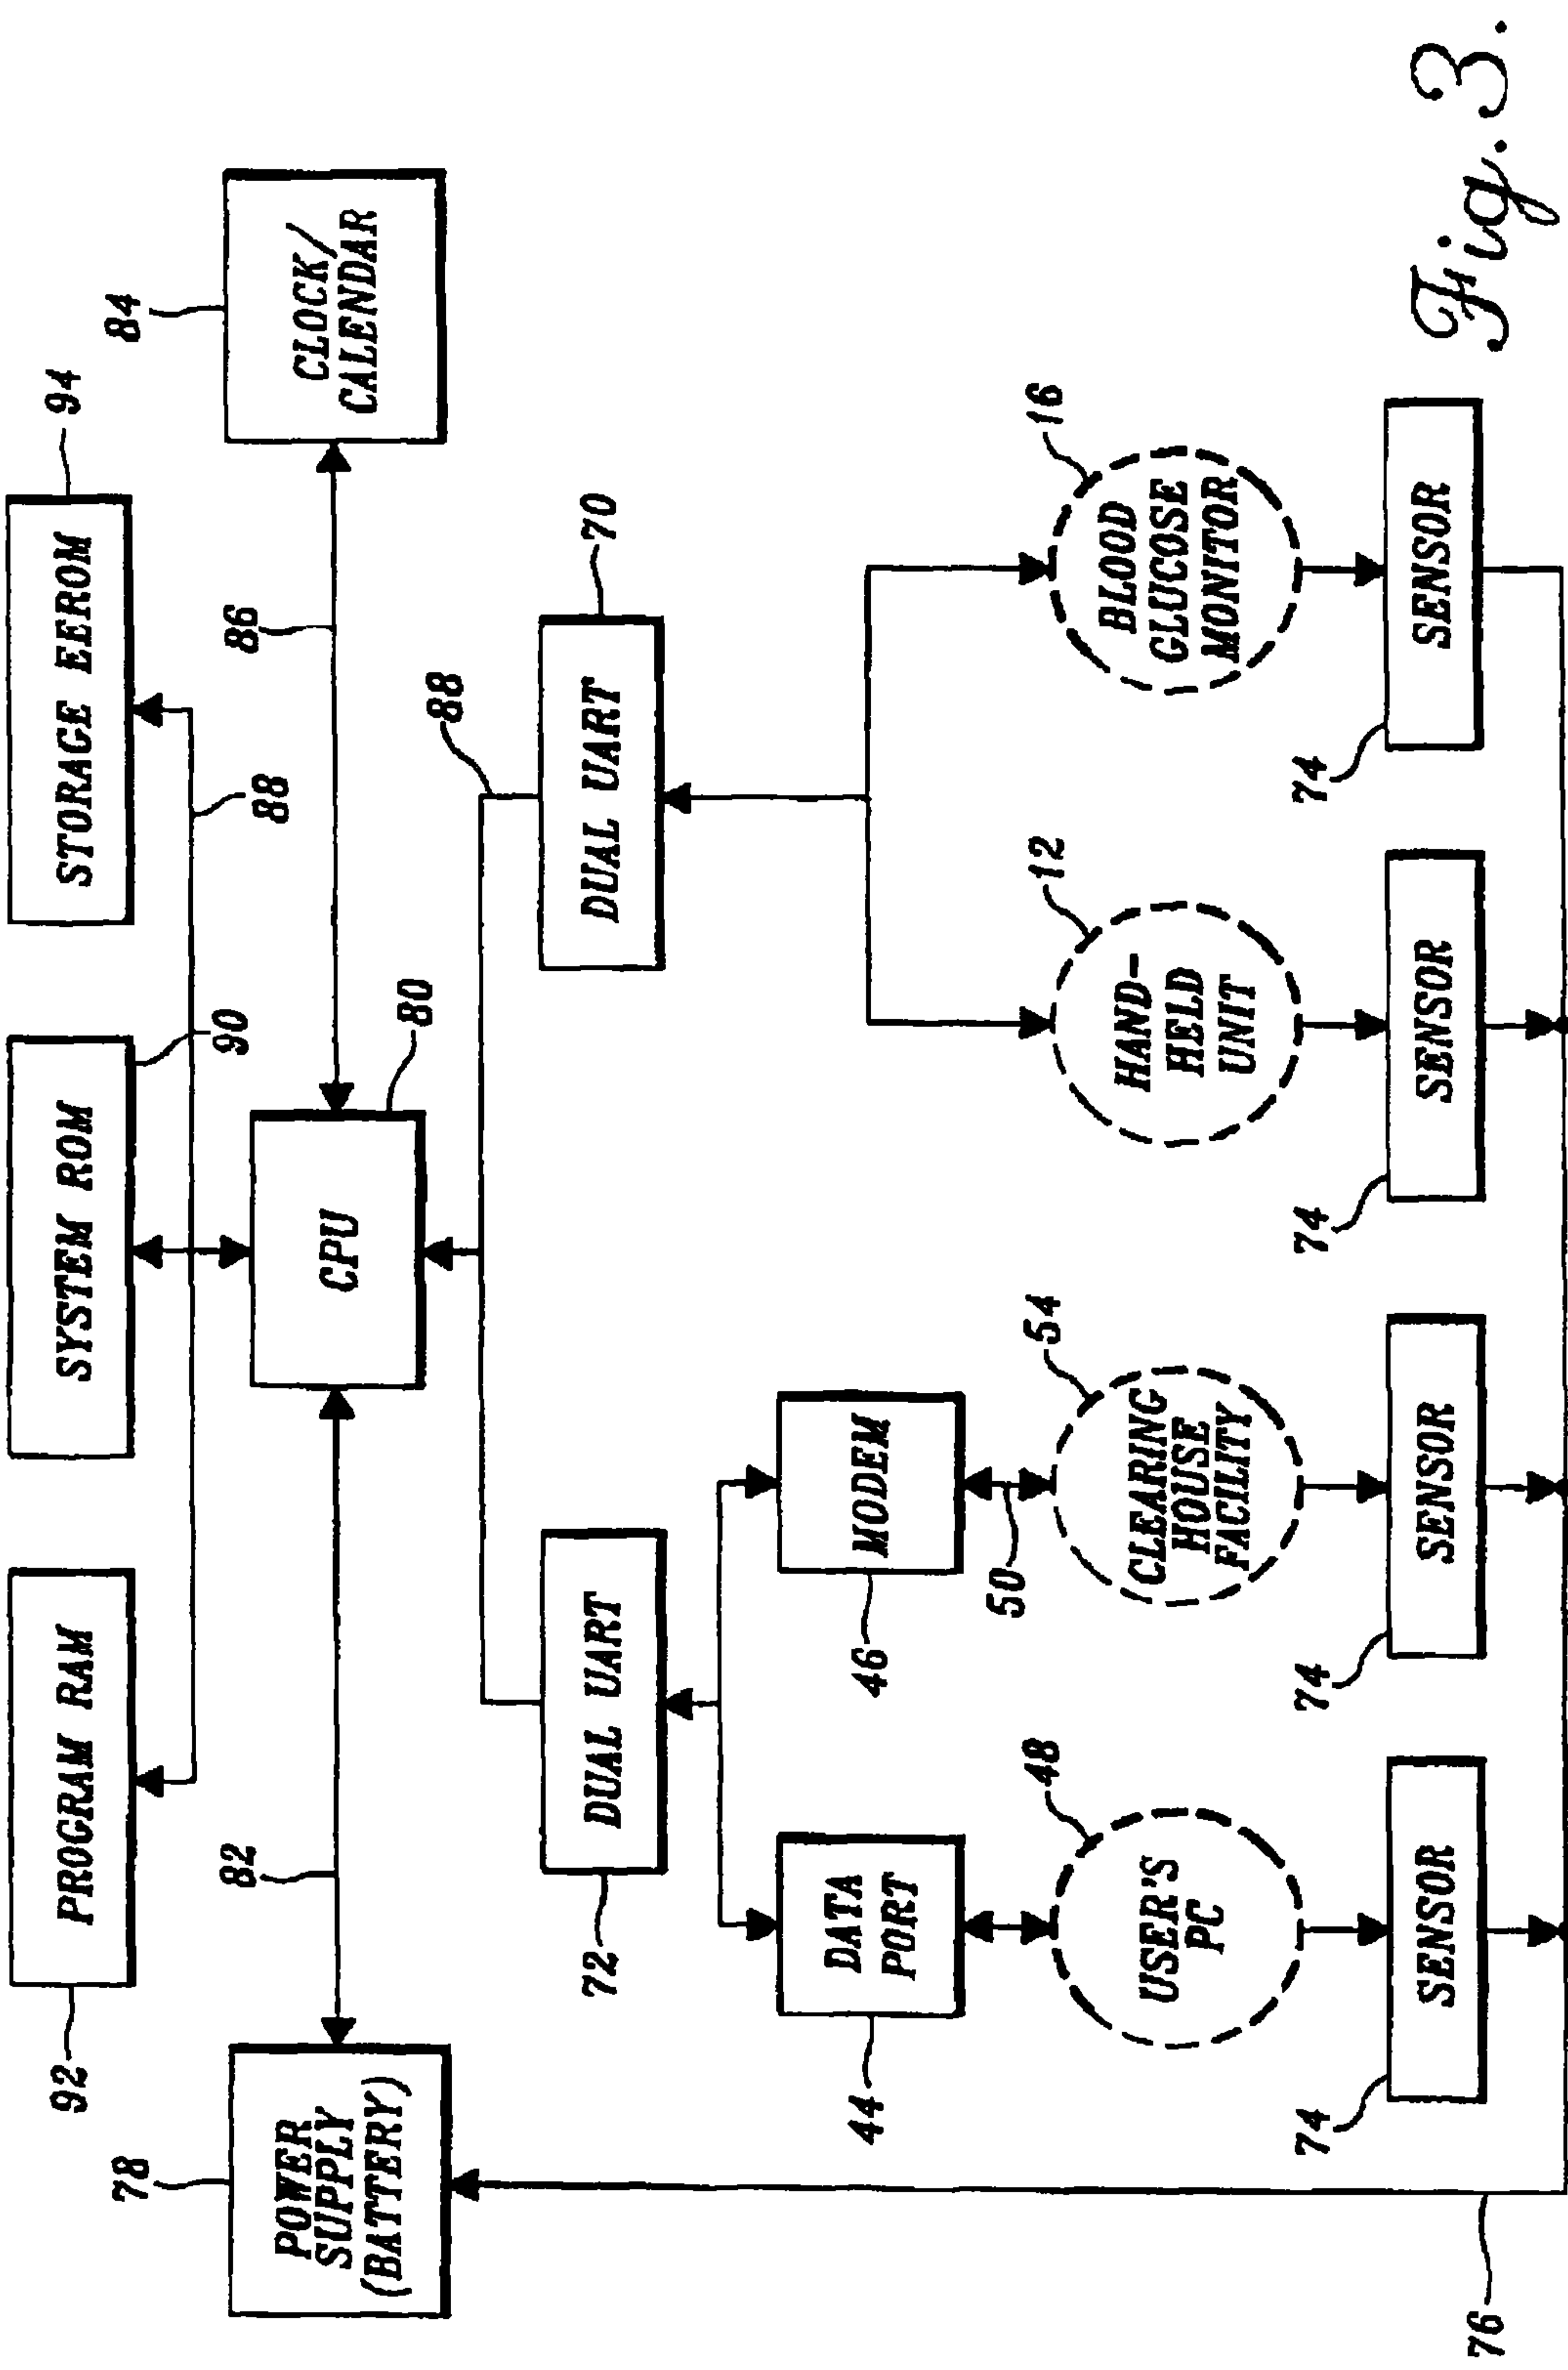 92
PROGRAM RAM
SYSTEM ROM
90
STORAGE EEROM
94
88
78
POWER
SUPPLY
(BATTERY)
82
CPU
80
86
84
CLOCK/
CALENDAR
88
72
DUAL UART
DUAL UART
70
44
DATA
PORT
46
MODEM
50
48
USER'S
PC
54
CLEARING
HOUSE
FACILITY
12
HAND-
HELD
UNIT
16
BLOOD
GLUCOSE
MONITOR
74
SENSOR
74
SENSOR
74
SENSOR
74
SENSOR
76
Fig. 3.